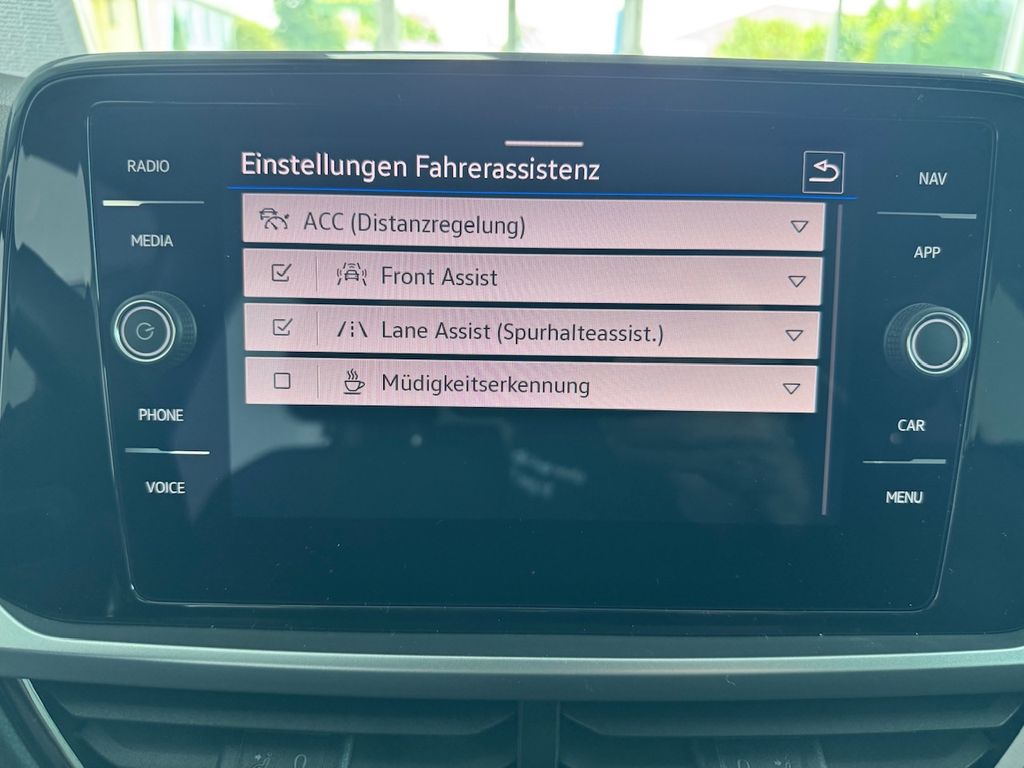 Einstellungen Fahrerassistenz
RADIO
MEDIA
PHONE
VOICE
ACC (Distanzregelung)
Front Assist
Lane Assist (Spurhalteassist.)
Müdigkeitserkennung
NAV
APP
CAR
MENU